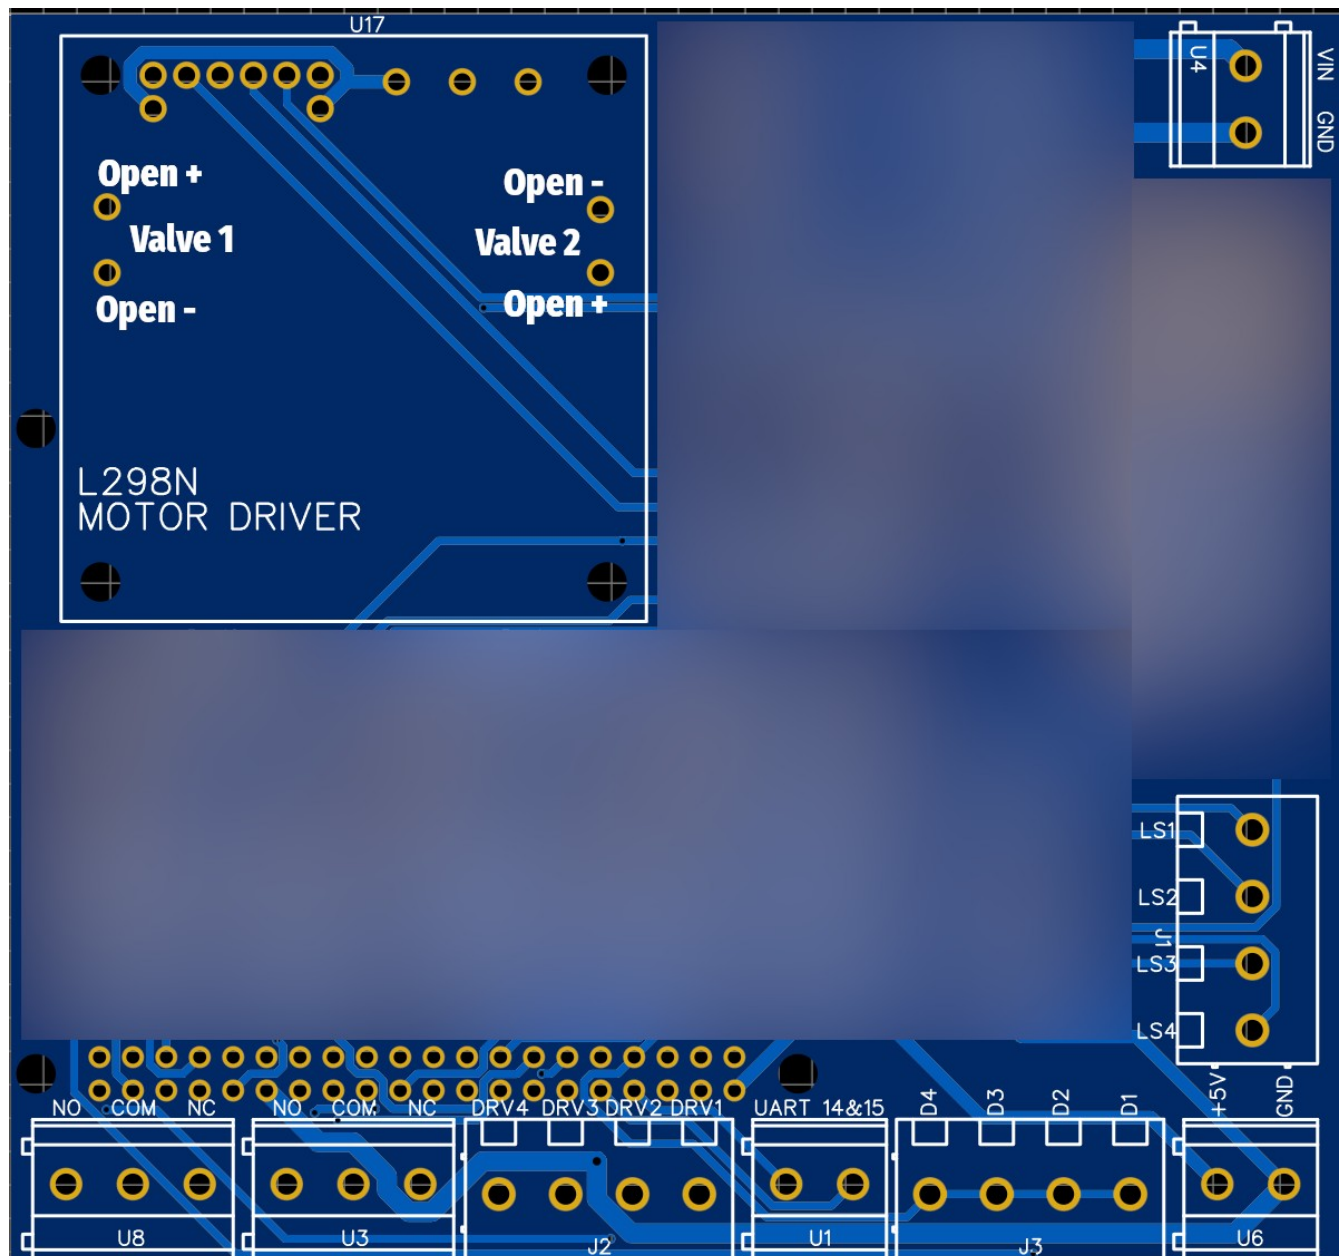 U17
U4
VIN
GND
Open +
Open -
Valve 1
Valve 2
Open -
Open +
L298N
MOTOR DRIVER
LS1
LS2
J1
LS3
LS4
+5V
GND
NO COM NC
NO COM NC
DRV4 DRV3 DRV2 DRV1
UART 14&15
D4
D3
D2
D1
U8
U3
J2
U1
J3
U6